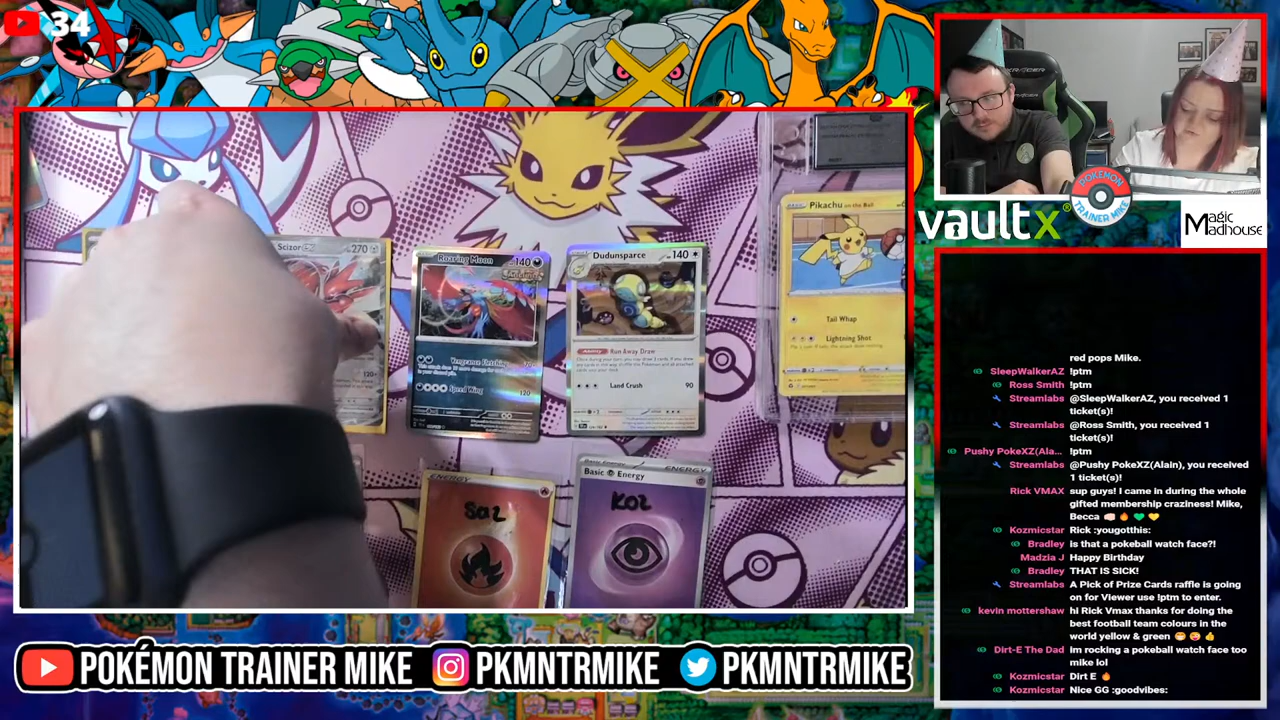 34
Scizor ex 270
Roaring Moon 140
Ancient
Vengeance Fletching 70+
Speed Wing 120
120+
Dudunsparce 140
Ability Run Away Draw
Land Crush 90
Pikachu on the Ball
Tail Whap
Lightning Shot
ENERGY
Saz
Basic Energy ENERGY
Koz
XRACER
POKÉMON
TRAINER MIKE
vaultx®
Magic
Madhouse
red pops Mike.
SleepWalkerAZ !ptm
Ross Smith !ptm
Streamlabs @SleepWalkerAZ, you received 1
ticket(s)!
Streamlabs @Ross Smith, you received 1
ticket(s)!
Pushy PokeXZ(Ala... !ptm
Streamlabs @Pushy PokeXZ(Alain), you received
1 ticket(s)!
Rick VMAX sup guys! I came in during the whole
gifted membership craziness! Mike,
Becca 🤜🏻 🔥 💚 💛
Kozmicstar Rick :yougotthis:
Bradley is that a pokeball watch face?!
Madzia J Happy Birthday
Bradley THAT IS SICK!
Streamlabs A Pick of Prize Cards raffle is going
on for Viewer use !ptm to enter.
kevin mottershaw hi Rick Vmax thanks for doing the
best football team colours in the
world yellow & green 😁 🤪 👍
Dirt-E The Dad Im rocking a pokeball watch face too
mike lol
Kozmicstar Dirt E 🔥
Kozmicstar Nice GG :goodvibes:
POKÉMON TRAINER MIKE PKMNTRMIKE PKMNTRMIKE